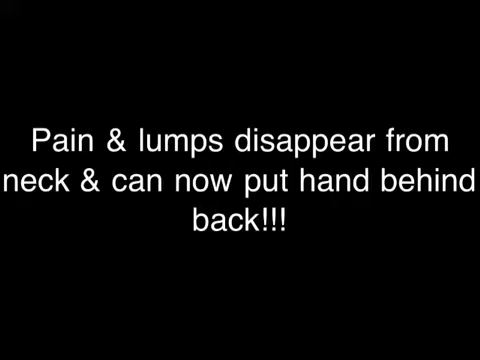 Pain & lumps disappear from
neck & can now put hand behind
back!!!